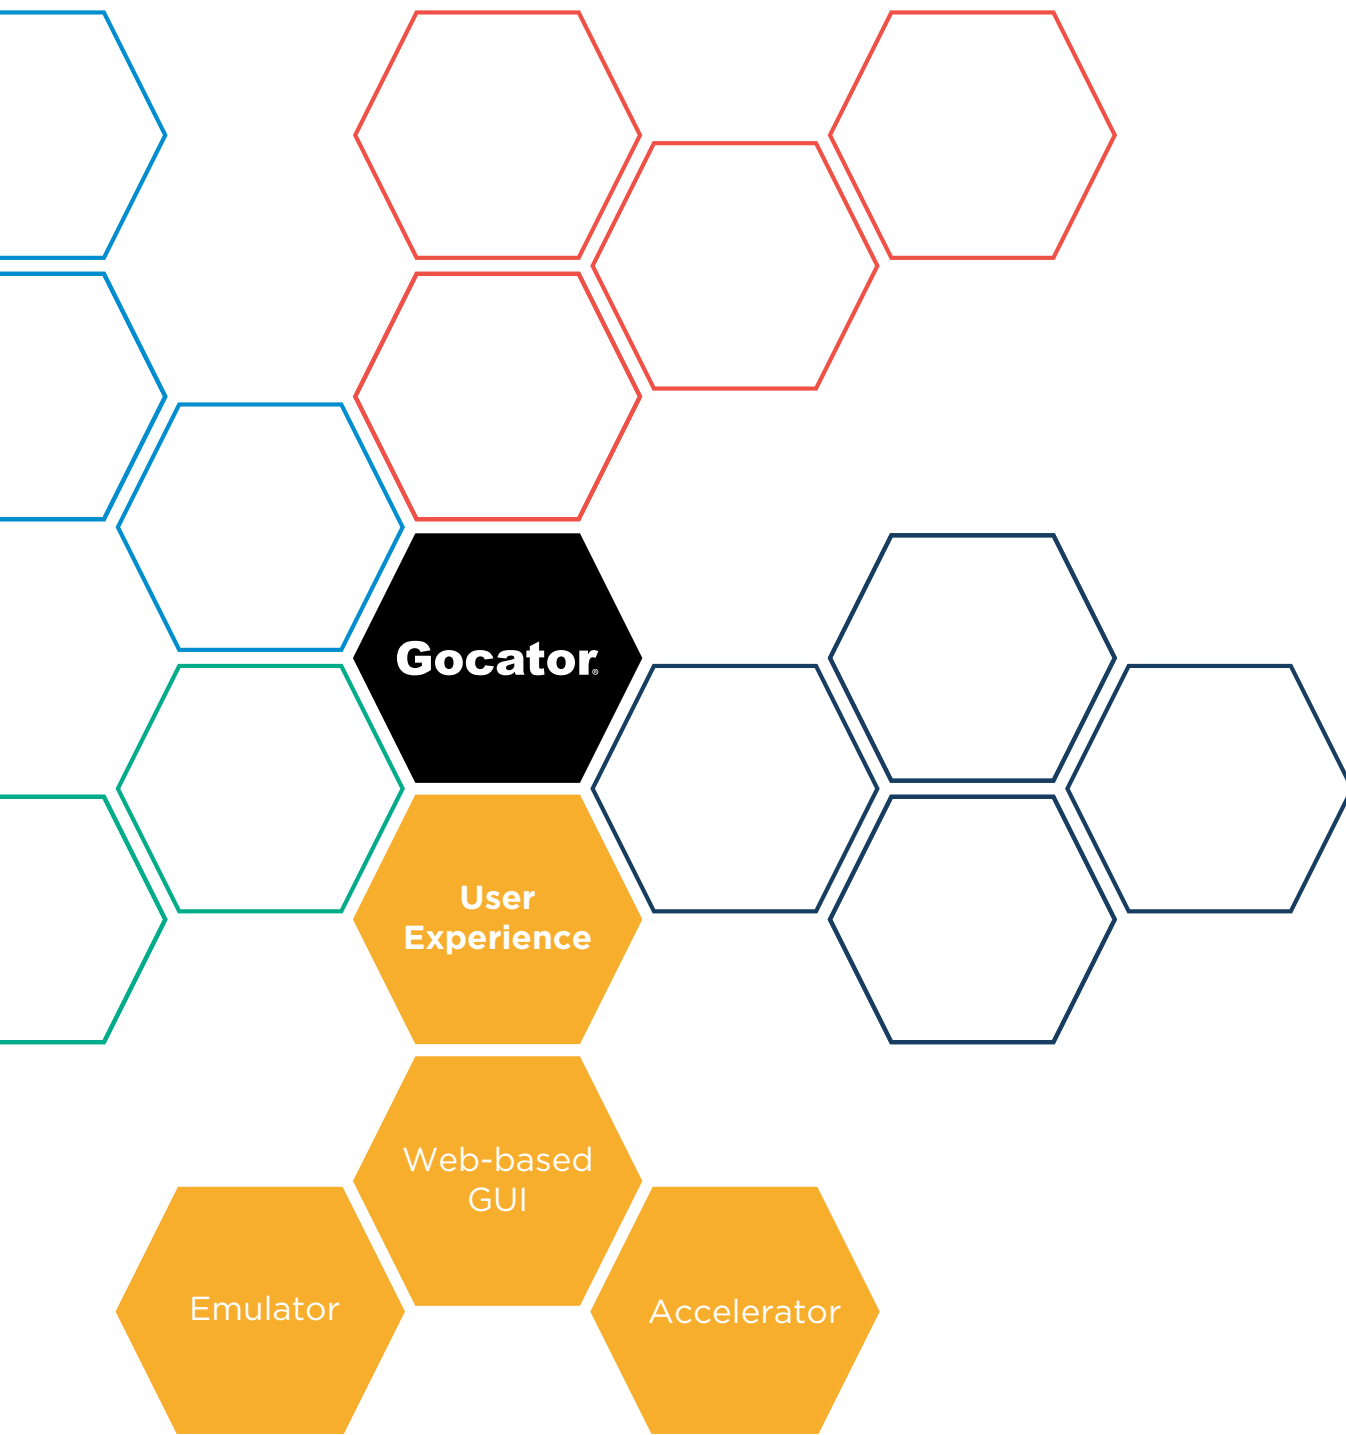 Gocator®
User
Experience
Web-based
GUI
Emulator
Accelerator